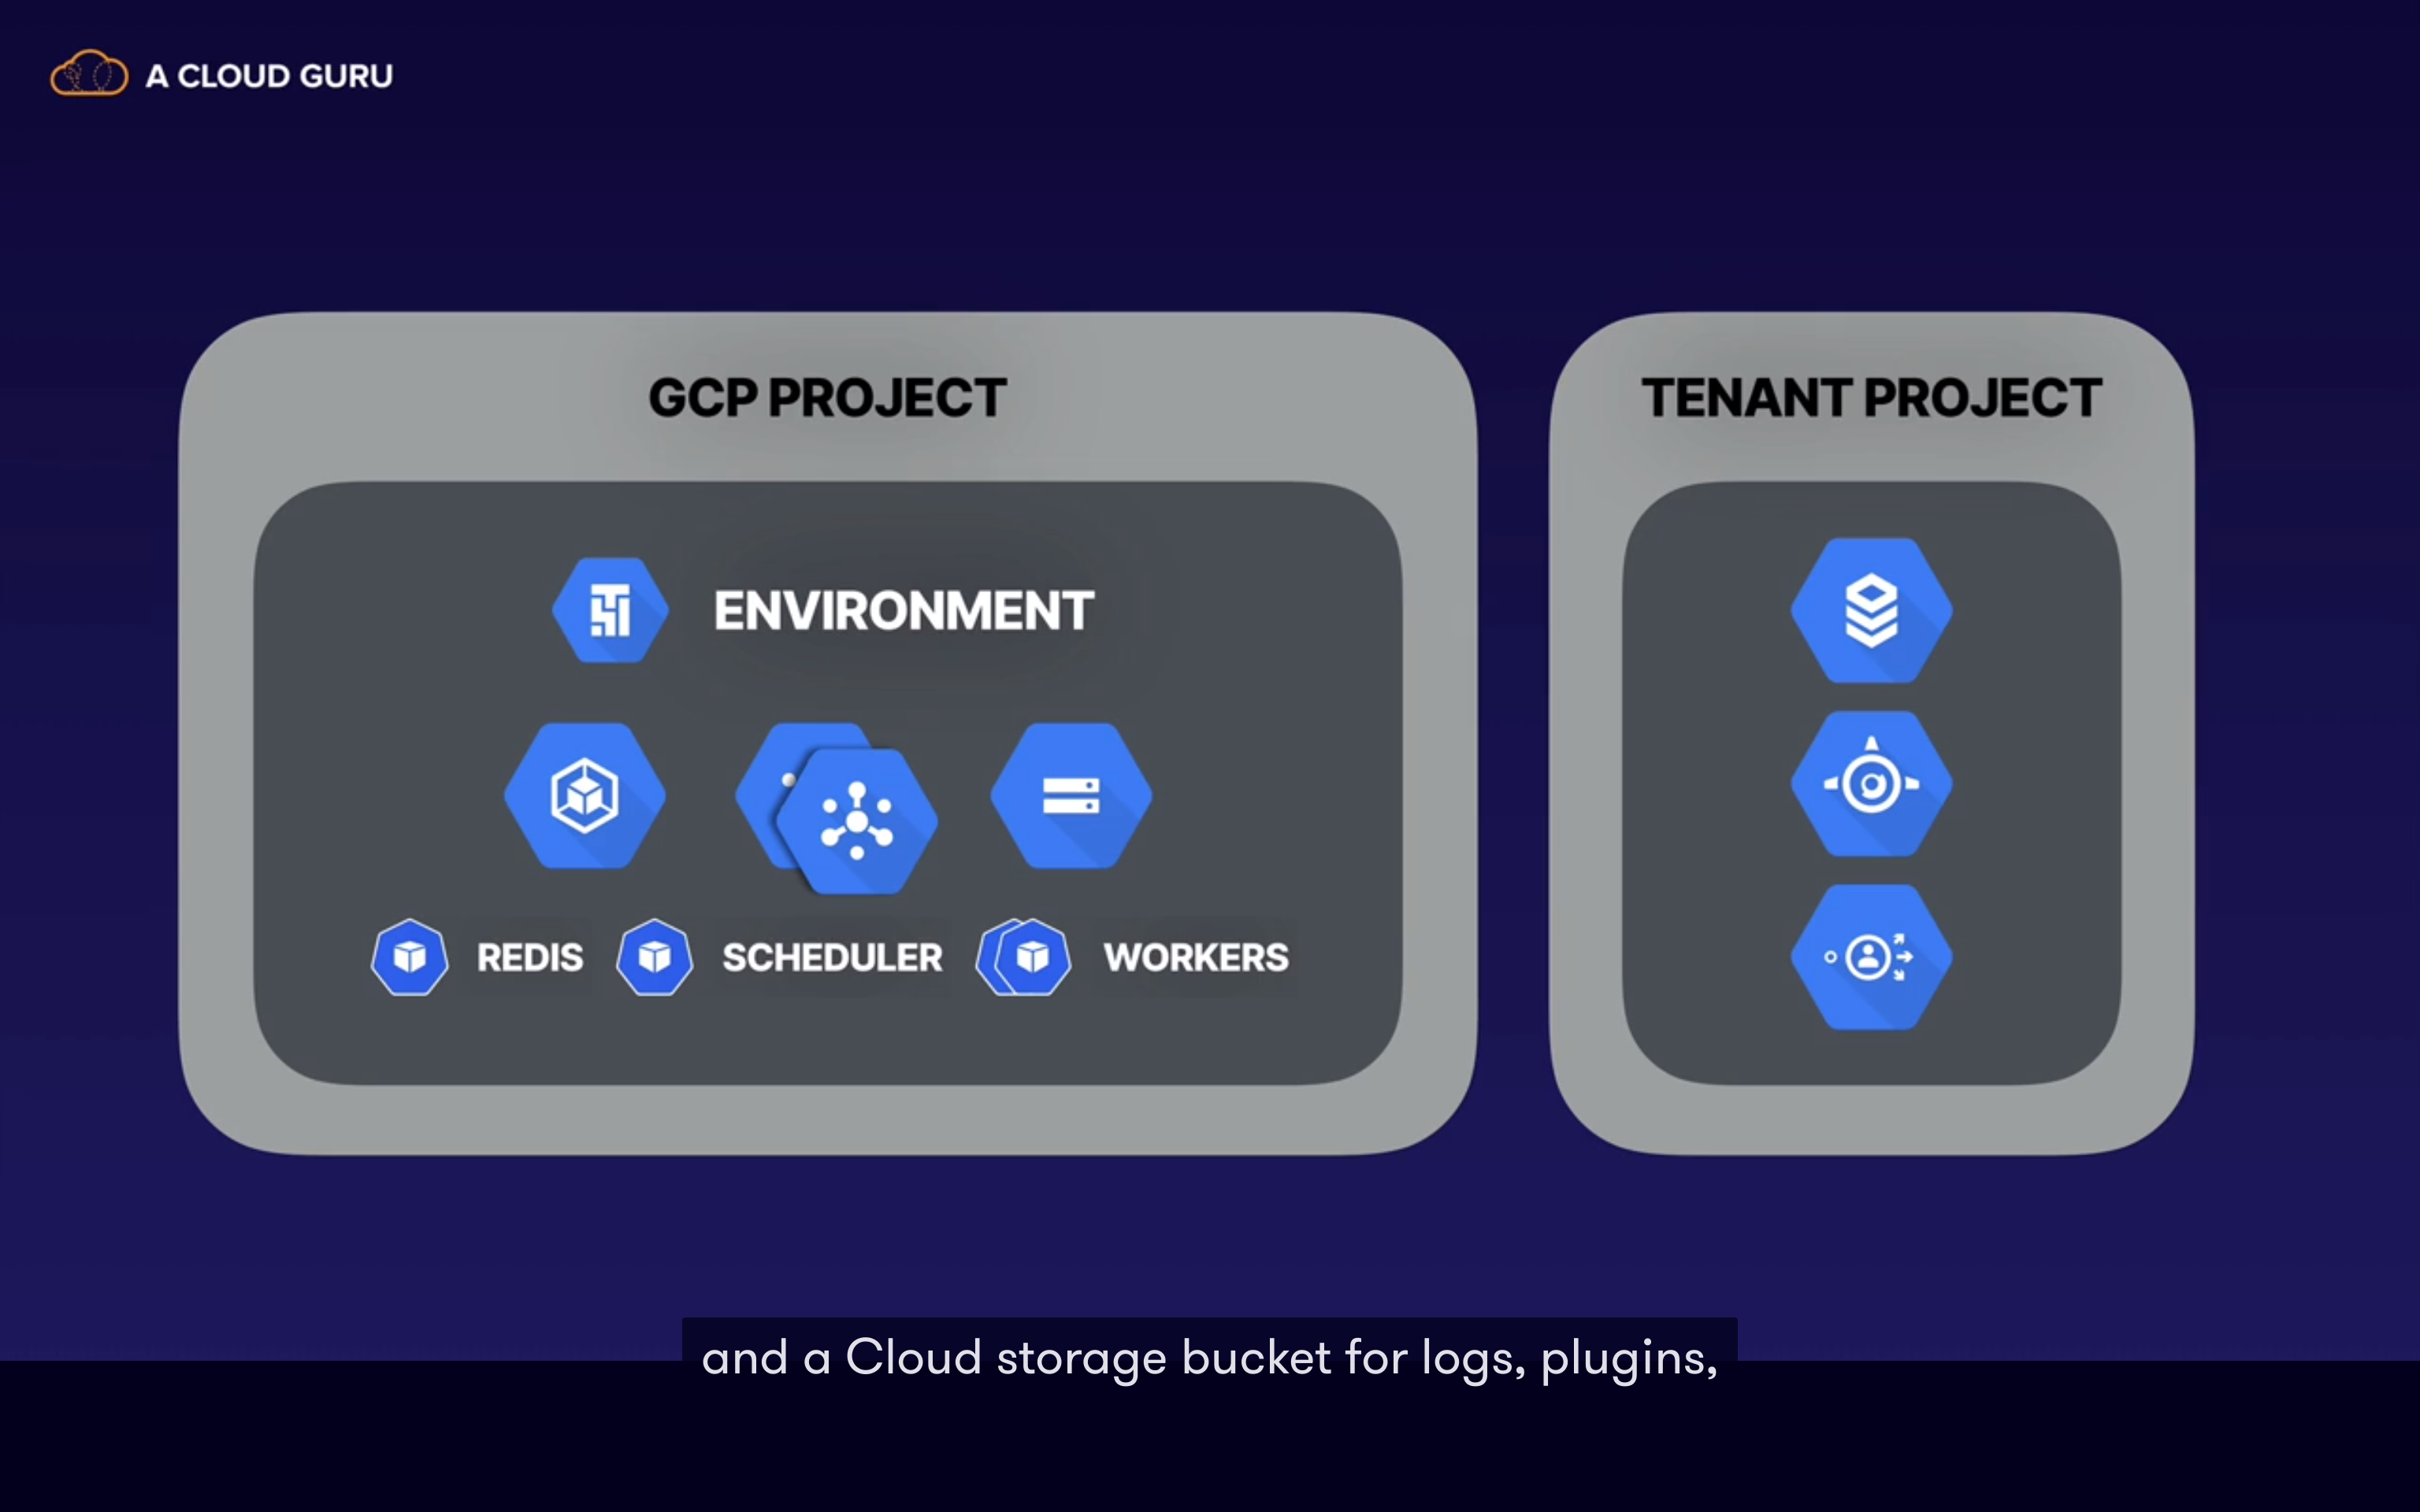 A CLOUD GURU
GCP PROJECT
TENANT PROJECT
ENVIRONMENT
REDIS
SCHEDULER
WORKERS
and a Cloud storage bucket for logs, plugins,